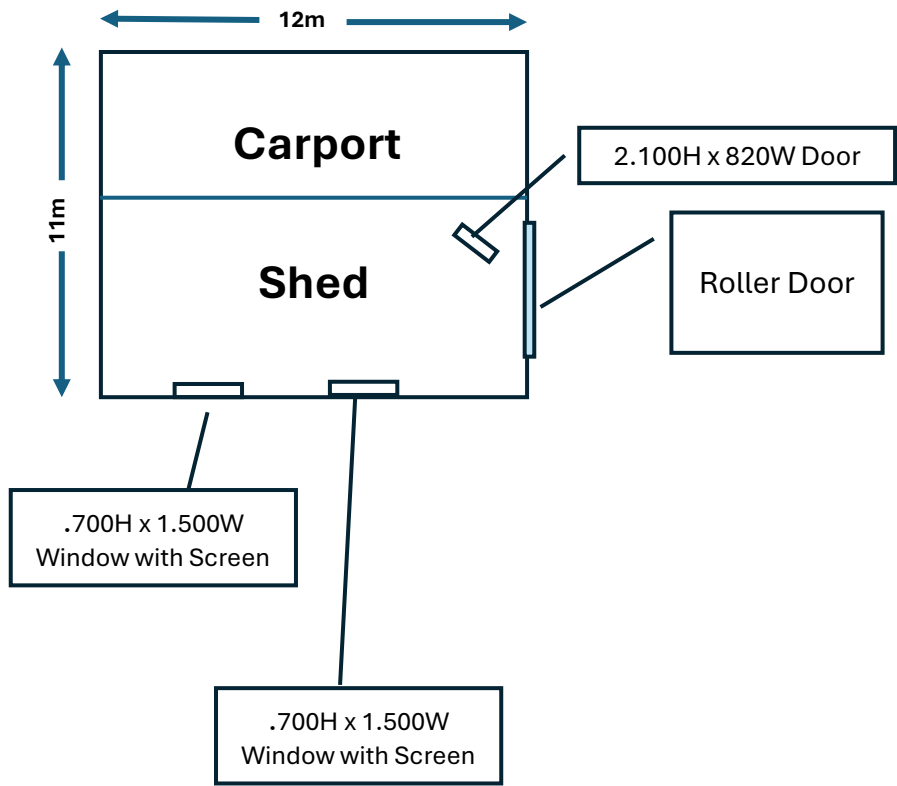 12m
Carport
2.100H x 820W Door
11m
Shed
Roller Door
.700H x 1.500W
Window with Screen
.700H x 1.500W
Window with Screen